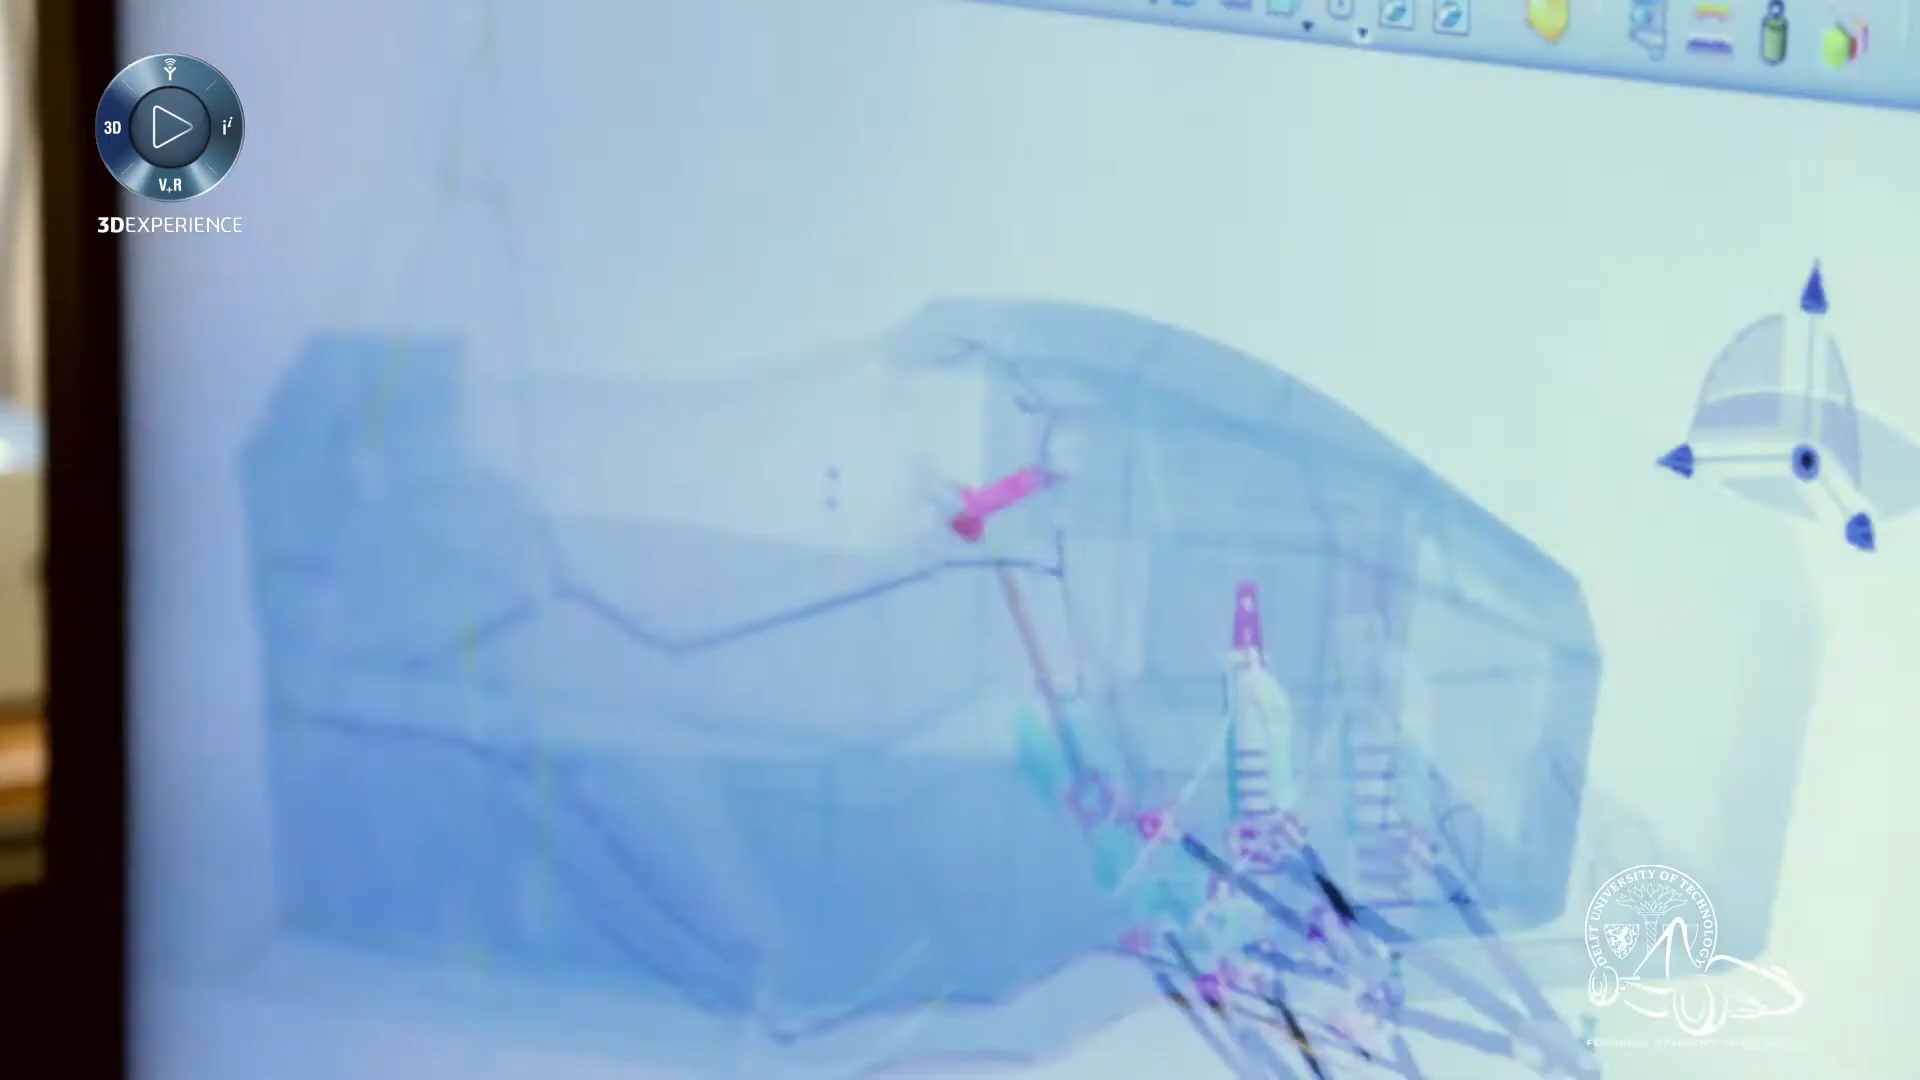 3D
V+R
3DEXPERIENCE
DELFT UNIVERSITY OF TECHNOLOGY